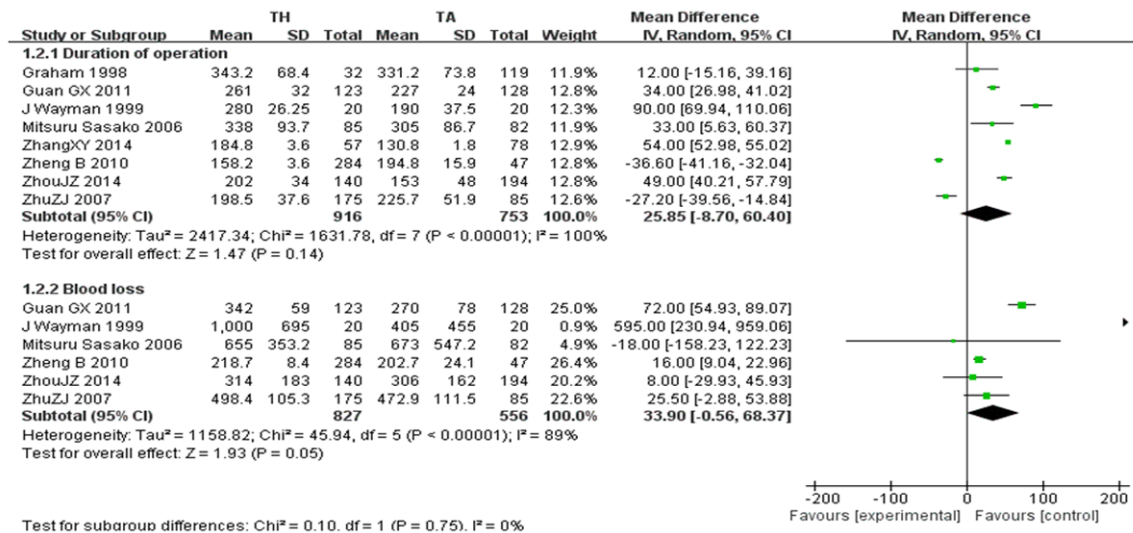 TH TA Mean Difference Mean Difference
Study or Subgroup Mean SD Total Mean SD Total Weight IV, Random, 95% CI IV, Random, 95% CI
1.2.1 Duration of operation
Graham 1998 343.2 68.4 32 331.2 73.8 119 11.9% 12.00 [-15.16, 39.16]
Guan GX 2011 261 32 123 227 24 128 12.8% 34.00 [26.98, 41.02]
J Wayman 1999 280 26.25 20 190 37.5 20 12.3% 90.00 [69.94, 110.06]
Mitsuru Sasako 2006 338 93.7 85 305 86.7 82 11.9% 33.00 [5.63, 60.37]
ZhangXY 2014 184.8 3.6 57 130.8 1.8 78 12.9% 54.00 [52.98, 55.02]
Zheng B 2010 158.2 3.6 284 194.8 15.9 47 12.8% -36.60 [-41.16, -32.04]
ZhouJZ 2014 202 34 140 153 48 194 12.8% 49.00 [40.21, 57.79]
ZhuZJ 2007 198.5 37.6 175 225.7 51.9 85 12.7% -27.20 [-39.56, -14.84]
Subtotal (95% CI) 916 753 100.0% 25.85 [-8.70, 60.40]
Heterogeneity: Tau² = 2417.34; Chi² = 1631.78, df = 7 (P < 0.00001); I² = 100%
Test for overall effect: Z = 1.47 (P = 0.14)
1.2.2 Blood loss
Guan GX 2011 342 59 123 270 78 128 25.0% 72.00 [54.93, 89.07]
J Wayman 1999 1,000 695 20 405 455 20 0.9% 595.00 [230.94, 959.06]
Mitsuru Sasako 2006 655 353.2 85 673 547.2 82 4.9% -18.00 [-158.23, 122.23]
Zheng B 2010 218.7 8.4 284 202.7 24.1 47 26.4% 16.00 [9.04, 22.96]
ZhouJZ 2014 314 183 140 306 162 194 20.2% 8.00 [-29.93, 45.93]
ZhuZJ 2007 498.4 105.3 175 472.9 111.5 85 22.6% 25.50 [-2.88, 53.88]
Subtotal (95% CI) 827 556 100.0% 33.90 [-0.56, 68.37]
Heterogeneity: Tau² = 1158.82; Chi² = 45.94, df = 5 (P < 0.00001); I² = 89%
Test for overall effect: Z = 1.93 (P = 0.05)
-200 -100 0 100 200
Favours [experimental] Favours [control]
Test for subgroup differences: Chi² = 0.10, df = 1 (P = 0.75), I² = 0%